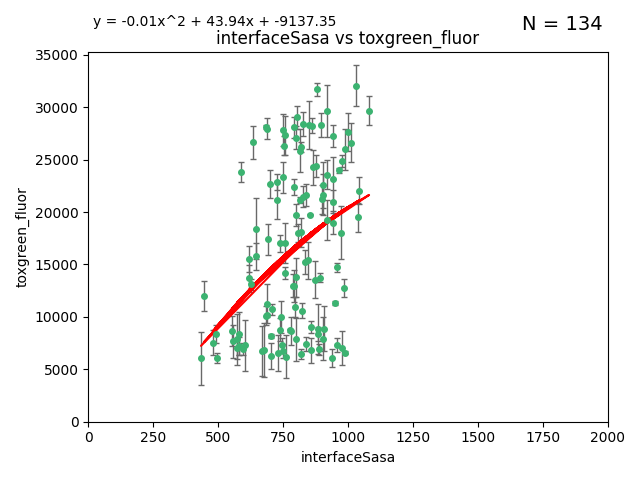 y = -0.01x^2 + 43.94x + -9137.35
N = 134
interfaceSasa vs toxgreen_fluor
35000
30000
25000
20000
15000
10000
5000
0
toxgreen_fluor
0 250 500 750 1000 1250 1500 1750 2000
interfaceSasa